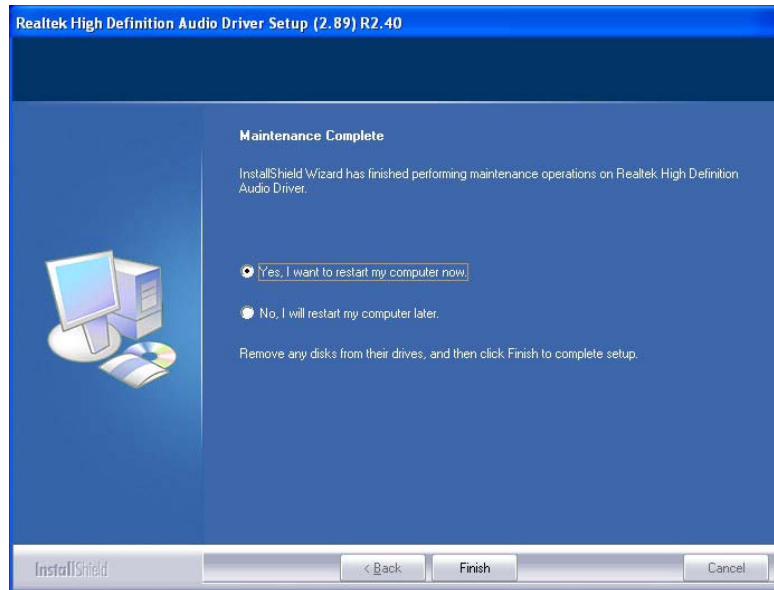 Realtek High Definition Audio Driver Setup (2.89) R2.40
Maintenance Complete
InstallShield Wizard has finished performing maintenance operations on Realtek High Definition
Audio Driver.
Yes, I want to restart my computer now.
No, I will restart my computer later.
Remove any disks from their drives, and then click Finish to complete setup.
InstallShield
< Back
Finish
Cancel